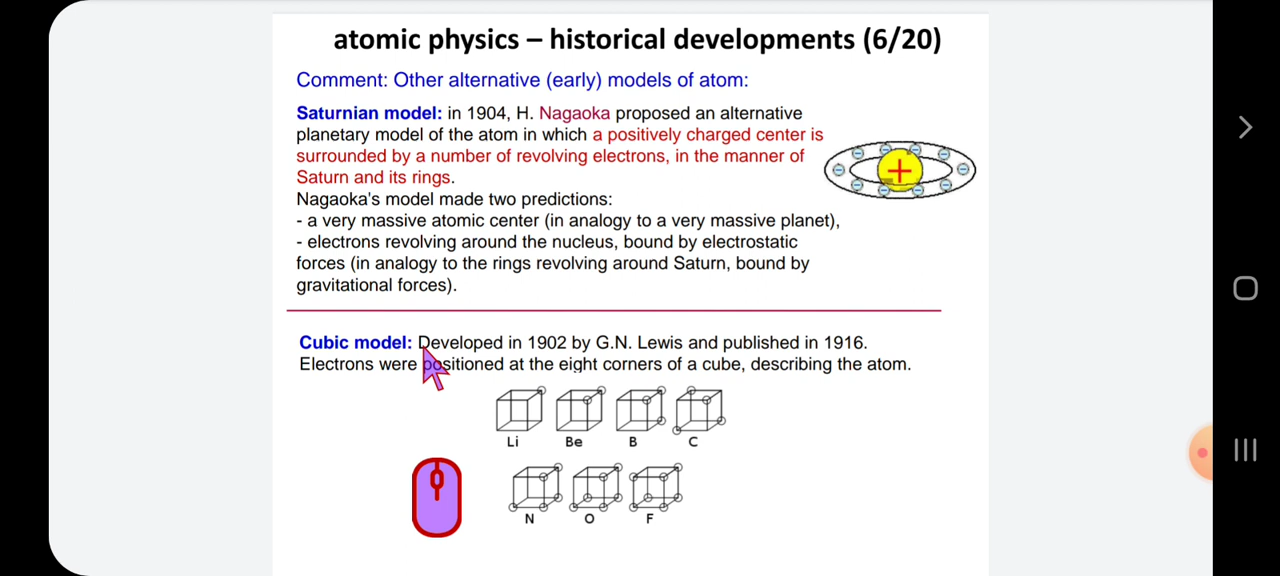 atomic physics – historical developments (6/20)
Comment: Other alternative (early) models of atom:
Saturnian model: in 1904, H. Nagaoka proposed an alternative
planetary model of the atom in which a positively charged center is
surrounded by a number of revolving electrons, in the manner of
Saturn and its rings.
Nagaoka's model made two predictions:
- a very massive atomic center (in analogy to a very massive planet),
- electrons revolving around the nucleus, bound by electrostatic
forces (in analogy to the rings revolving around Saturn, bound by
gravitational forces).
+
Cubic model: Developed in 1902 by G.N. Lewis and published in 1916.
Electrons were positioned at the eight corners of a cube, describing the atom.
Li Be B C
N O F